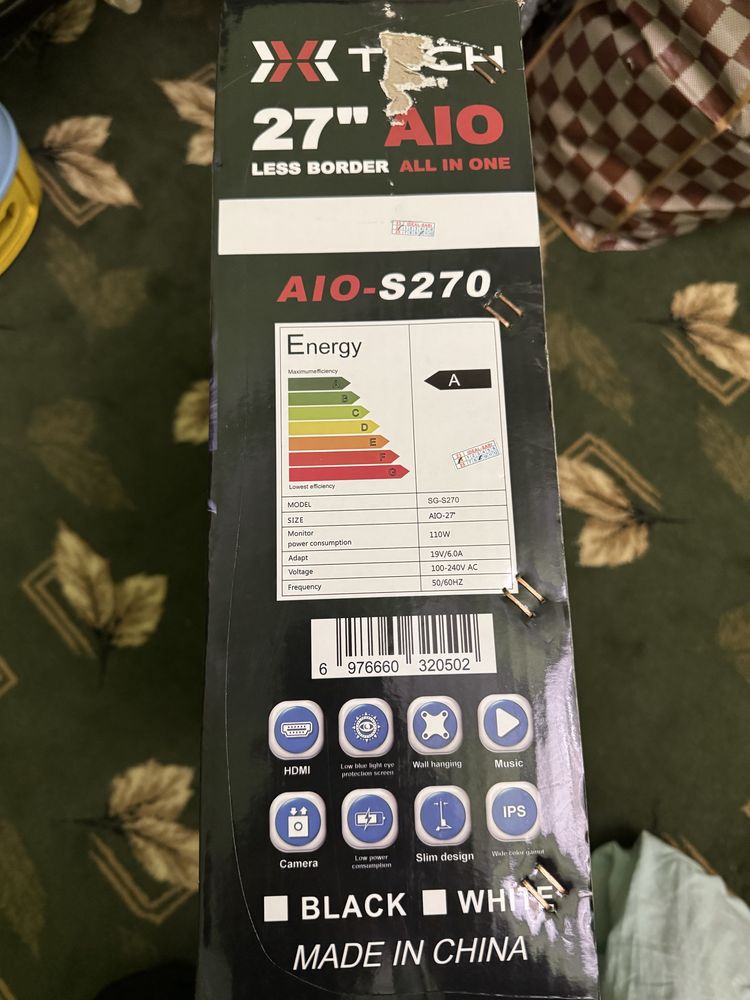 27" AIO
LESS BORDER ALL IN ONE
AIO-S270
Energy
Maximumefficiency
A
B
C
D
E
F
G
A
Lowest efficiency
MODEL SG-S270
SIZE AIO-27"
Monitor
power consumption 110W
Adapt 19V/6.0A
Voltage 100-240V AC
Frequency 50/60HZ
6 976660 320502
HDMI
Low blue light eye
protection screen
Wall hanging
Music
Camera
Low power
consumption
Slim design
IPS
Wide color gamut
BLACK WHITE
MADE IN CHINA